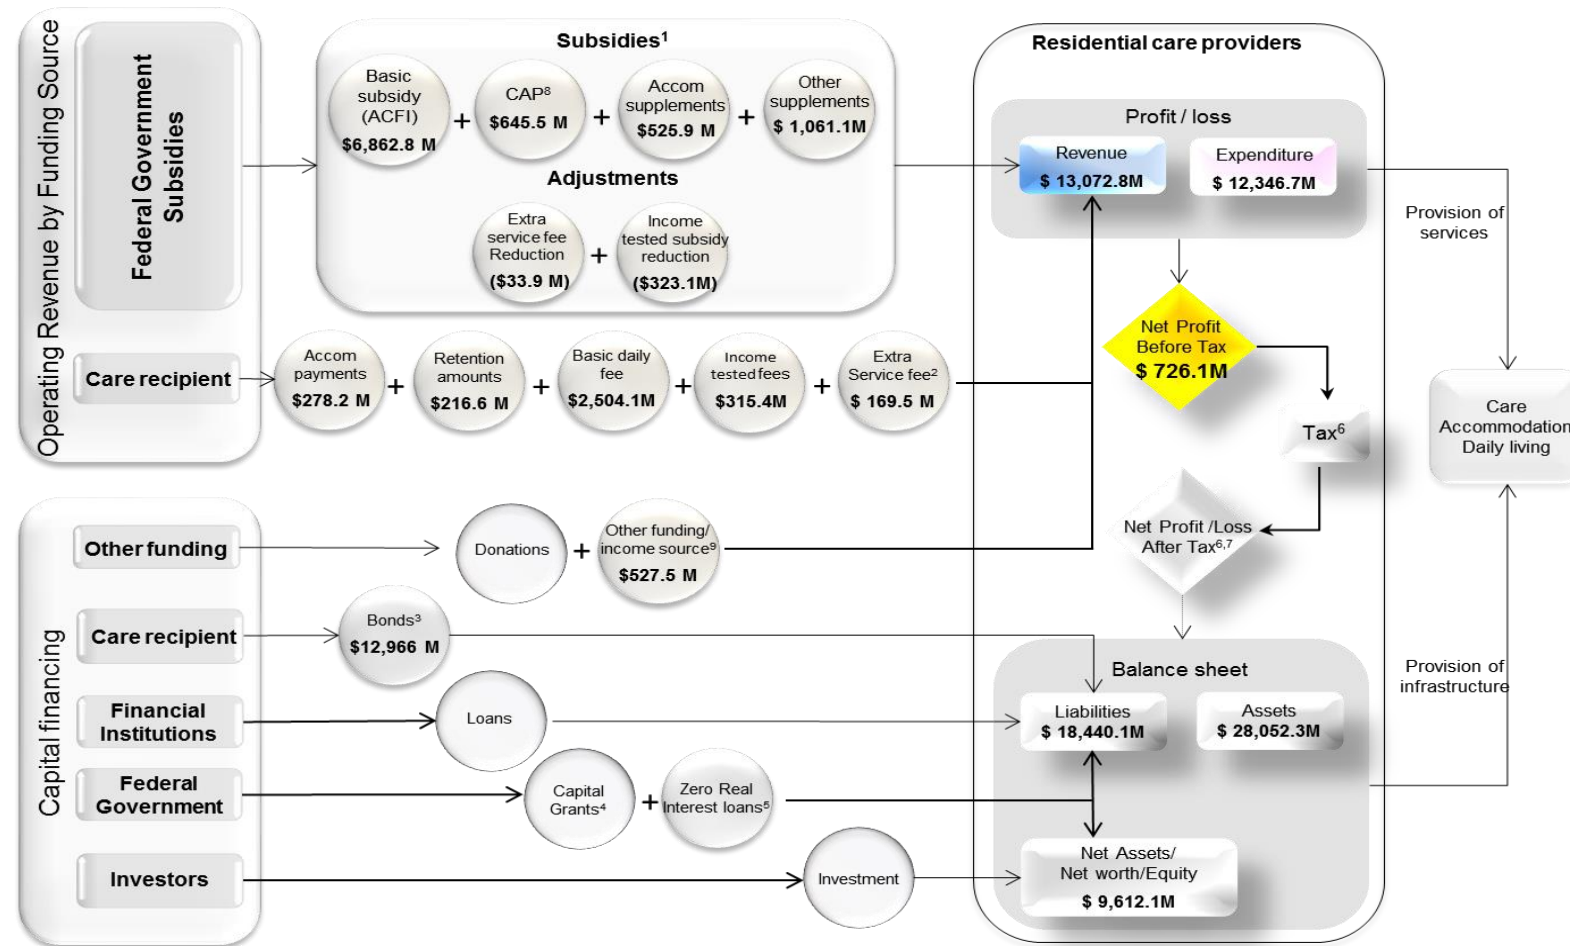 Operating Revenue by Funding Source
Federal Government
Subsidies
Subsidies¹
Basic
subsidy
(ACFI)
$6,862.8 M
+
CAP⁸
$645.5 M
+
Accom
supplements
$525.9 M
+
Other
supplements
$ 1,061.1M
Adjustments
Extra
service fee
Reduction
($33.9 M)
+
Income
tested subsidy
reduction
($323.1M)
Care recipient
Accom
payments
$278.2 M
+
Retention
amounts
$216.6 M
+
Basic daily
fee
$2,504.1M
+
Income
tested fees
$315.4M
+
Extra
Service fee²
$ 169.5 M
Residential care providers
Profit / loss
Revenue
$ 13,072.8M
Expenditure
$ 12,346.7M
Net Profit
Before Tax
$ 726.1M
Tax⁶
Net Profit /Loss
After Tax⁶,⁷
Provision of
services
Care
Accommodation
Daily living
Provision of
infrastructure
Capital financing
Other funding
Donations
+
Other funding/
income source⁹
$527.5 M
Care recipient
Bonds³
$12,966 M
Financial
Institutions
Loans
Federal
Government
Capital
Grants⁴
+
Zero Real
Interest loans⁵
Investors
Investment
Balance sheet
Liabilities
$ 18,440.1M
Assets
$ 28,052.3M
Net Assets/
Net worth/Equity
$ 9,612.1M